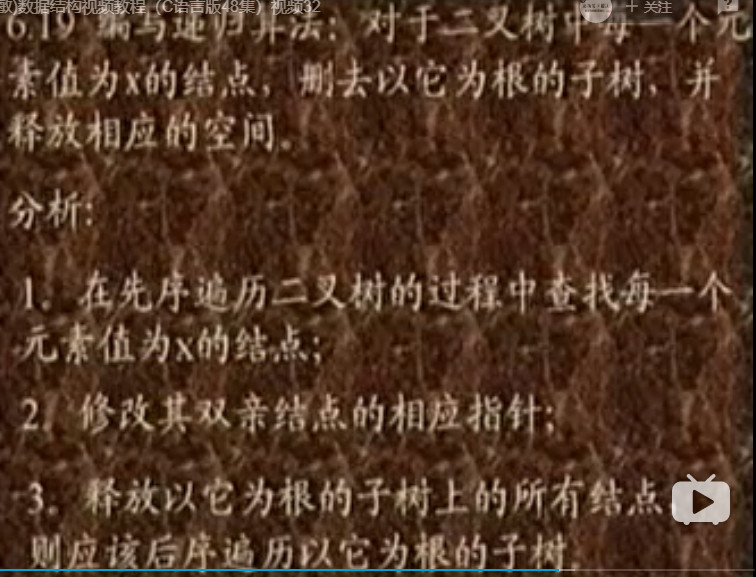 敏)数据结构视频教程（C语言版48集）视频32
+ 关注
6.19 编写递归算法：对于二叉树中每一个元
素值为x的结点，删去以它为根的子树，并
释放相应的空间。
分析:
1。在先序遍历二叉树的过程中查找每一个
元素值为x的结点;
2。修改其双亲结点的相应指针;
3。释放以它为根的子树上的所有结点,
则应该后序遍历以它为根的子树.